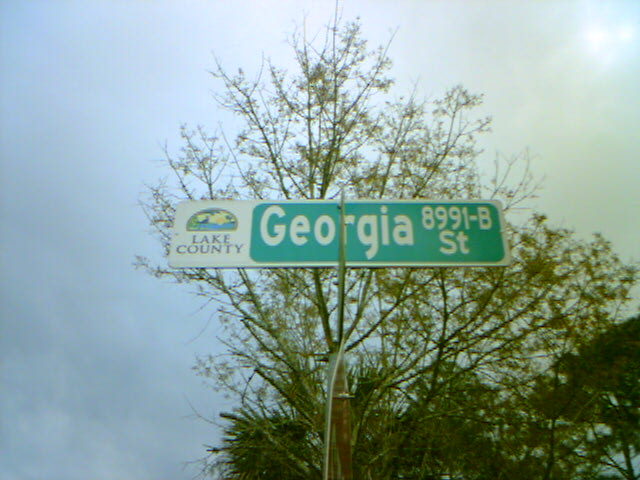 LAKE
COUNTY
Georgia 8991-B
St